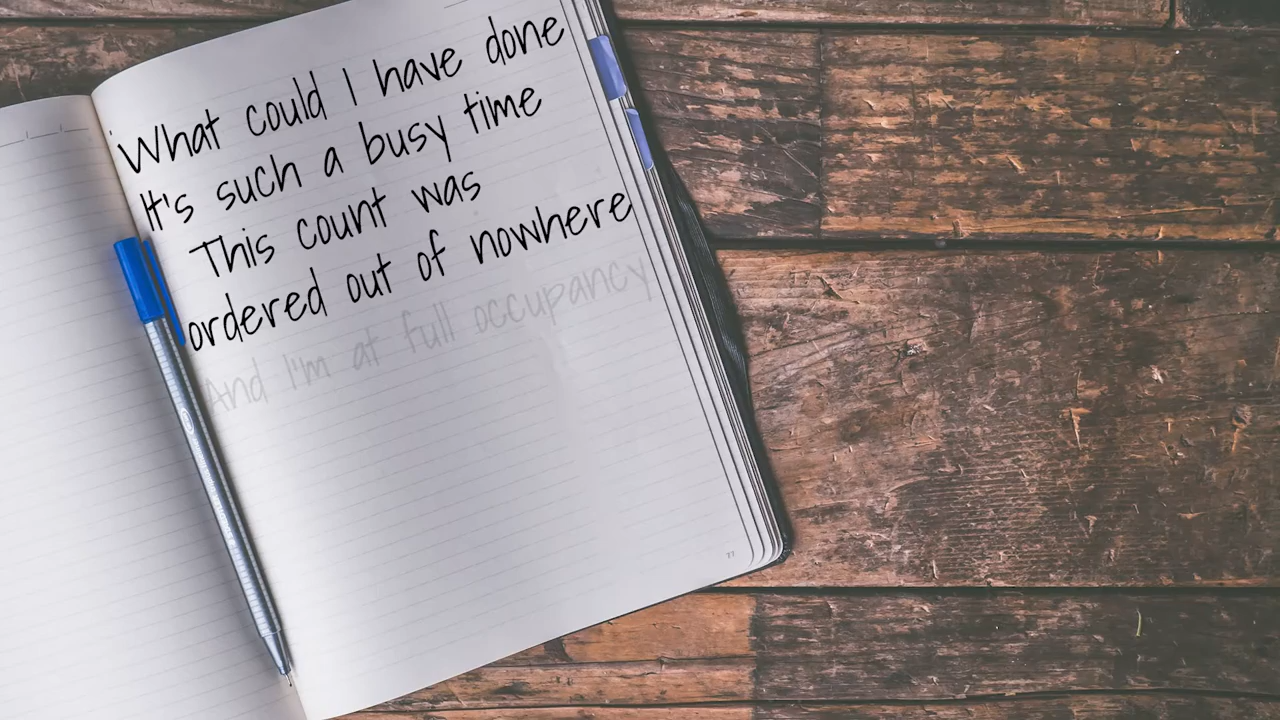 What could I have done
It's such a busy time
This count was
ordered out of nowhere
And I'm at full occupancy
77